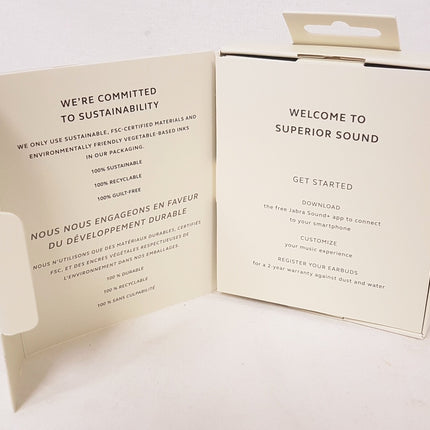 WE'RE COMMITTED
TO SUSTAINABILITY
WE ONLY USE SUSTAINABLE, FSC-CERTIFIED MATERIALS AND
ENVIRONMENTALLY FRIENDLY VEGETABLE-BASED INKS
IN OUR PACKAGING.
100% SUSTAINABLE
100% RECYCLABLE
100% GUILT-FREE
NOUS NOUS ENGAGEONS EN FAVEUR
DU DÉVELOPPEMENT DURABLE
NOUS N'UTILISONS QUE DES MATÉRIAUX DURABLES, CERTIFIÉS
FSC, ET DES ENCRES VÉGÉTALES RESPECTUEUSES DE
L'ENVIRONNEMENT DANS NOS EMBALLAGES.
100 % DURABLE
100 % RECYCLABLE
100 % SANS CULPABILITÉ
WELCOME TO
SUPERIOR SOUND
GET STARTED
DOWNLOAD
the free Jabra Sound+ app to connect
to your smartphone
CUSTOMIZE
your music experience
REGISTER YOUR EARBUDS
for a 2-year warranty against dust and water